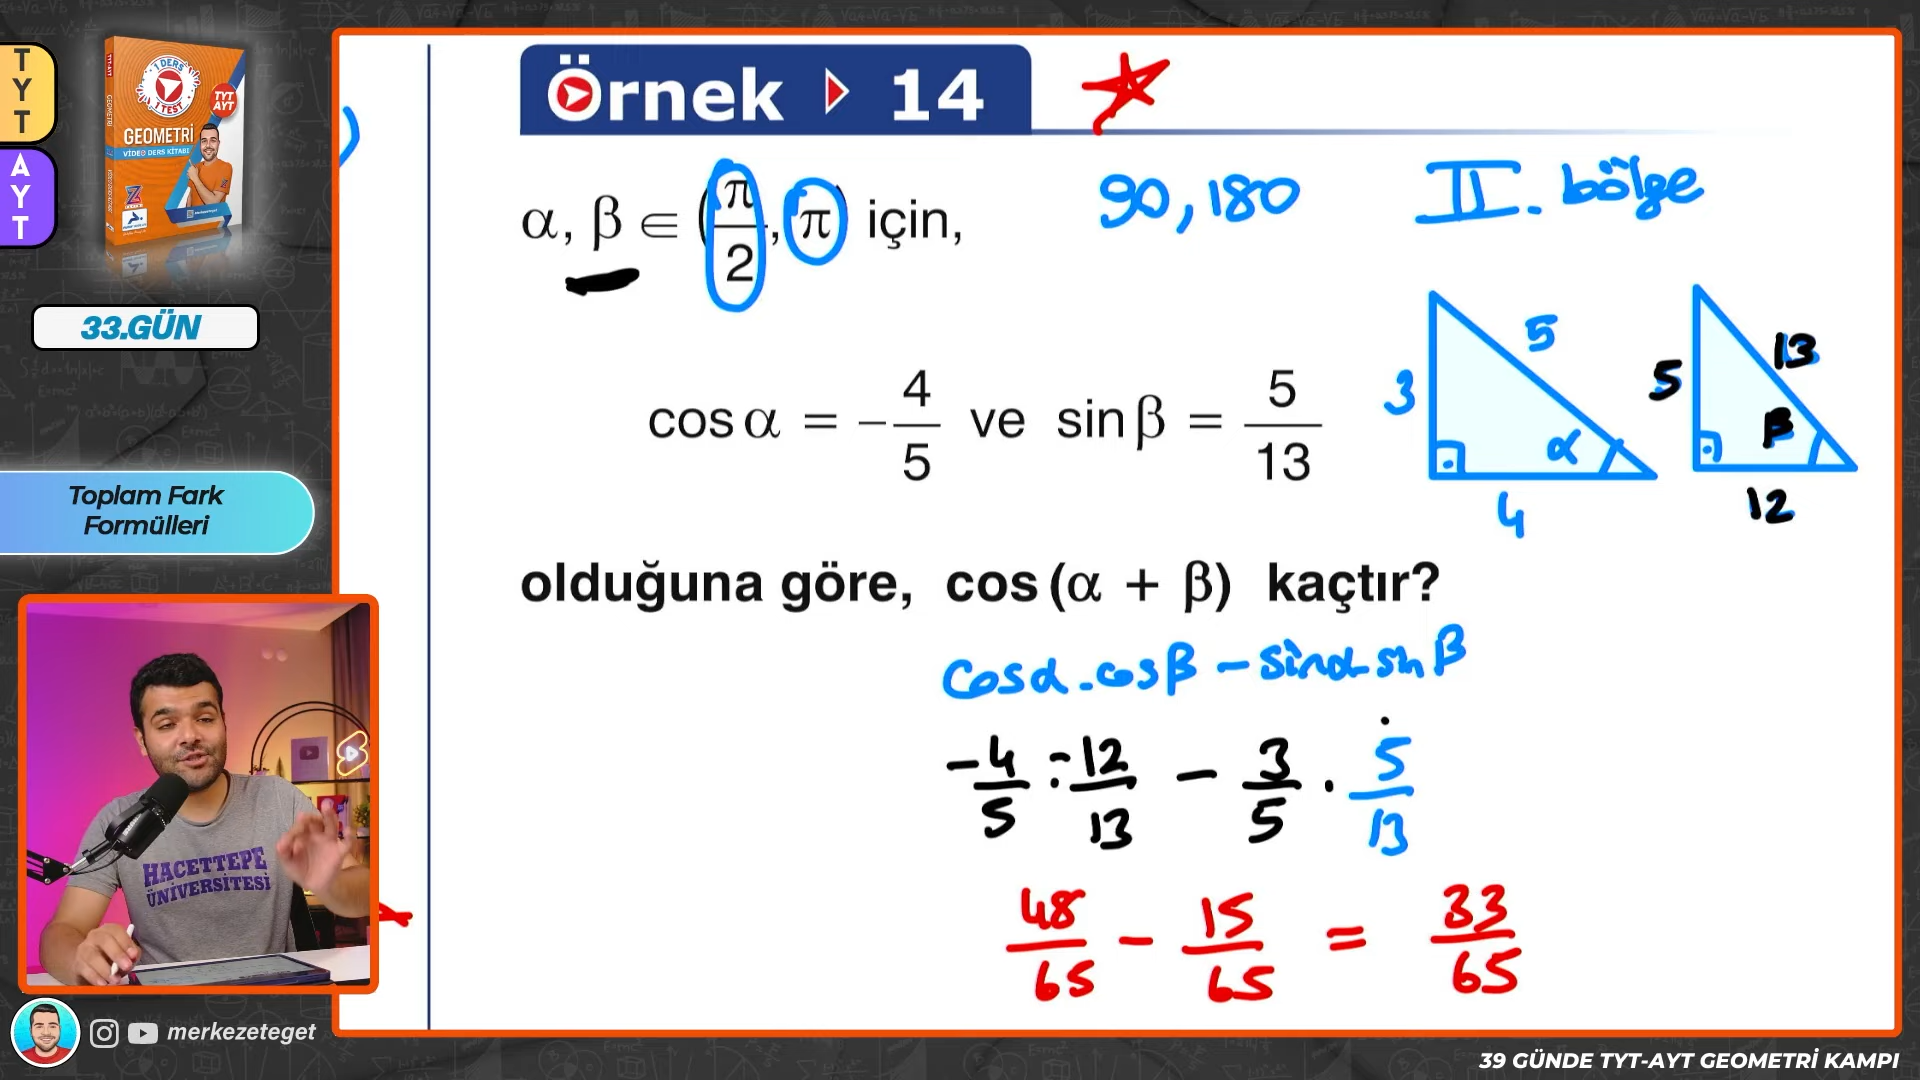 TYT
AYT
1 DERS
1 TEST
TYT
AYT
GEOMETRİ
VİDEO DERS KİTABI
33.GÜN
Toplam Fark
Formülleri
HACETTEPE
ÜNİVERSİTESİ
merkezeteget
Örnek 14
90, 180 II. bölge
α, β ∈ (π/2, π) için,
cos α = -4/5 ve sin β = 5/13
3 5 α 4
5 13 β 12
olduğuna göre, cos (α + β) kaçtır?
cosα.cosβ - sinα.sinβ
-4/5 . -12/13 - 3/5 . 5/13
48/65 - 15/65 = 33/65
39 GÜNDE TYT-AYT GEOMETRİ KAMPI